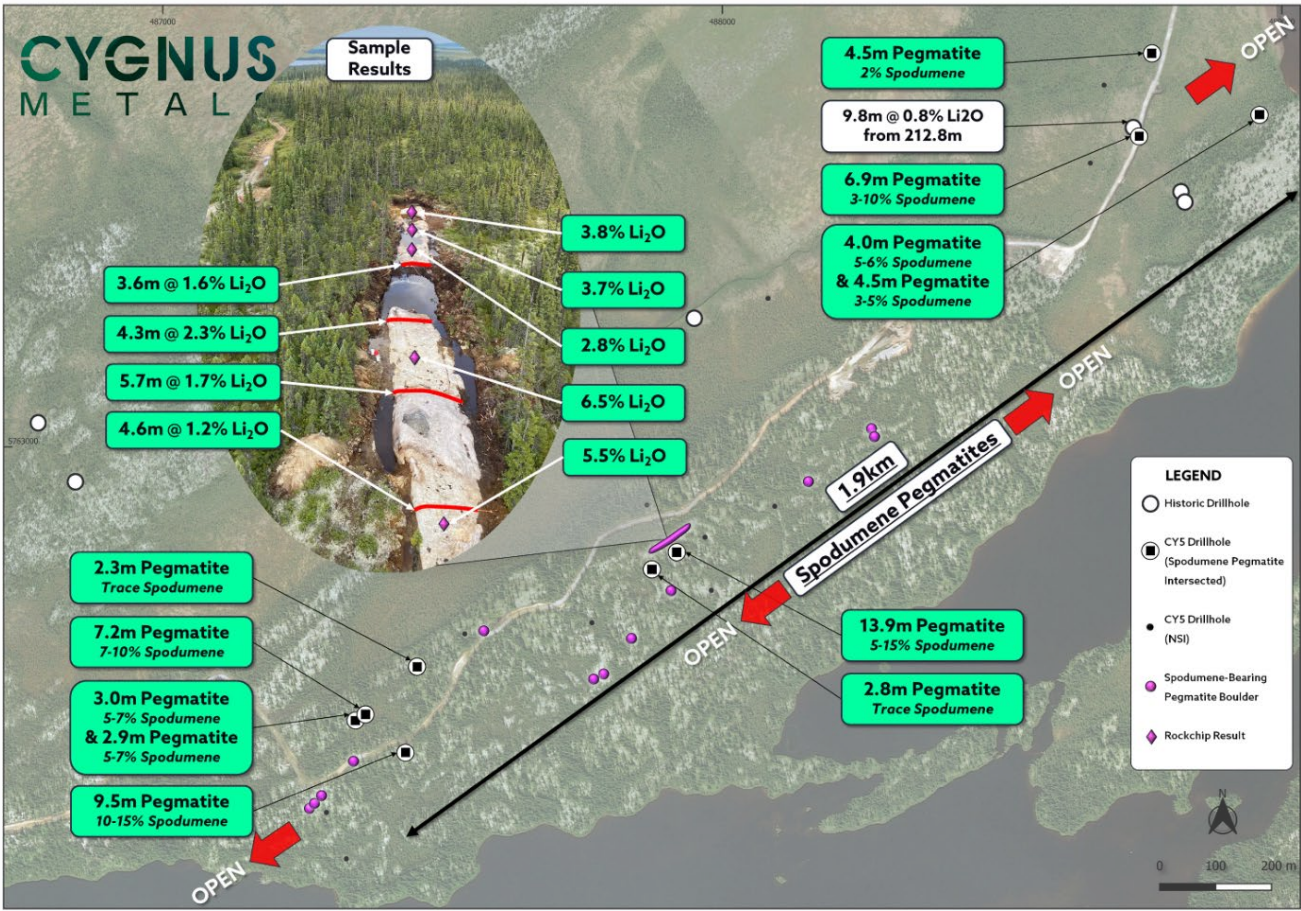 487000
488000
CYGNUS
METALS
Sample
Results
3.8% Li₂O
3.7% Li₂O
2.8% Li₂O
6.5% Li₂O
5.5% Li₂O
3.6m @ 1.6% Li₂O
4.3m @ 2.3% Li₂O
5.7m @ 1.7% Li₂O
4.6m @ 1.2% Li₂O
4.5m Pegmatite
2% Spodumene
9.8m @ 0.8% Li2O
from 212.8m
6.9m Pegmatite
3-10% Spodumene
4.0m Pegmatite
5-6% Spodumene
& 4.5m Pegmatite
3-5% Spodumene
OPEN
OPEN
1.9km
Spodumene Pegmatites
OPEN
5763000
2.3m Pegmatite
Trace Spodumene
7.2m Pegmatite
7-10% Spodumene
3.0m Pegmatite
5-7% Spodumene
& 2.9m Pegmatite
5-7% Spodumene
9.5m Pegmatite
10-15% Spodumene
OPEN
13.9m Pegmatite
5-15% Spodumene
2.8m Pegmatite
Trace Spodumene
LEGEND
Historic Drillhole
CY5 Drillhole
(Spodumene Pegmatite
Intersected)
CY5 Drillhole
(NSI)
Spodumene-Bearing
Pegmatite Boulder
Rockchip Result
N
0 100 200 m